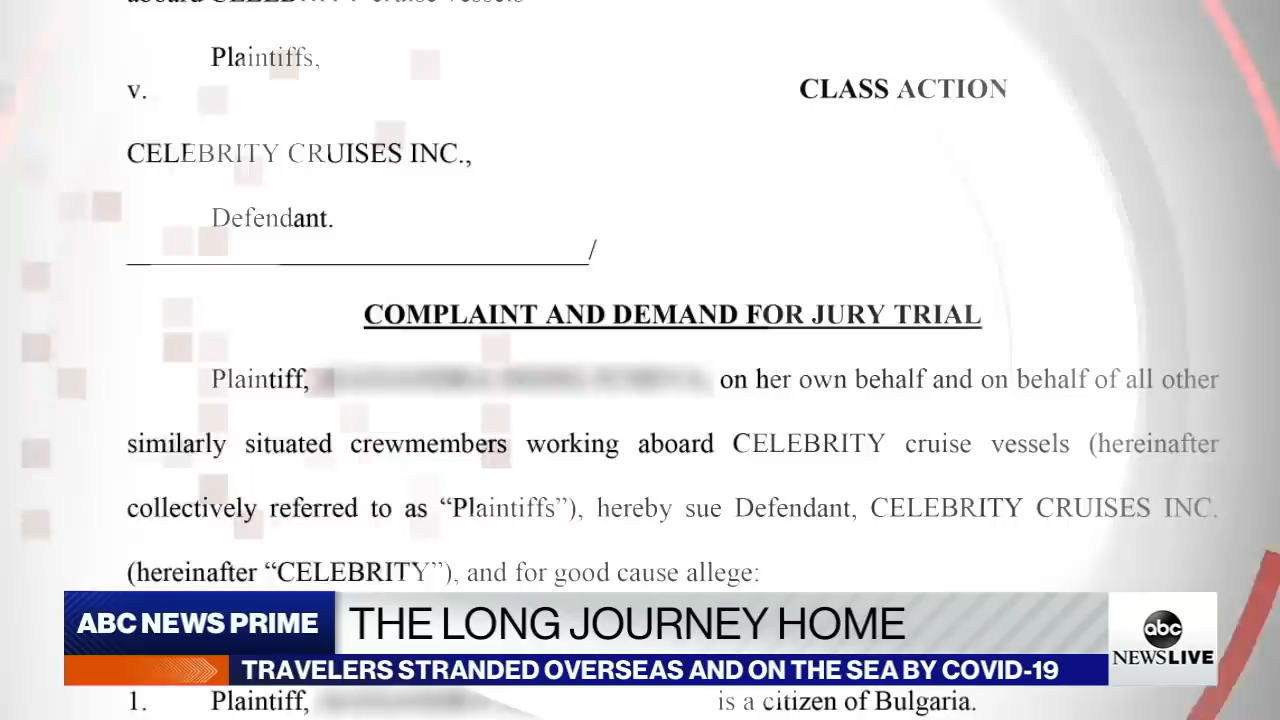 aboard CELEBRITY cruise vessels
Plaintiffs,
v.
CLASS ACTION
CELEBRITY CRUISES INC.,
Defendant.
/
COMPLAINT AND DEMAND FOR JURY TRIAL
Plaintiff, on her own behalf and on behalf of all other
similarly situated crewmembers working aboard CELEBRITY cruise vessels (hereinafter
collectively referred to as “Plaintiffs”), hereby sue Defendant, CELEBRITY CRUISES INC.
(hereinafter “CELEBRITY”), and for good cause allege:
ABC NEWS PRIME
THE LONG JOURNEY HOME
abc
NEWSLIVE
TRAVELERS STRANDED OVERSEAS AND ON THE SEA BY COVID-19
1. Plaintiff, is a citizen of Bulgaria.